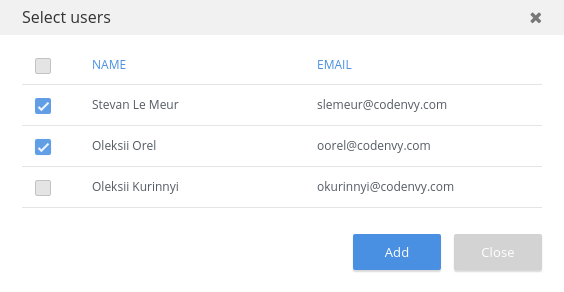 Select users
NAME EMAIL
Stevan Le Meur slemeur@codenvy.com
Oleksii Orel oorel@codenvy.com
Oleksii Kurinnyi okurinnyi@codenvy.com
Add Close